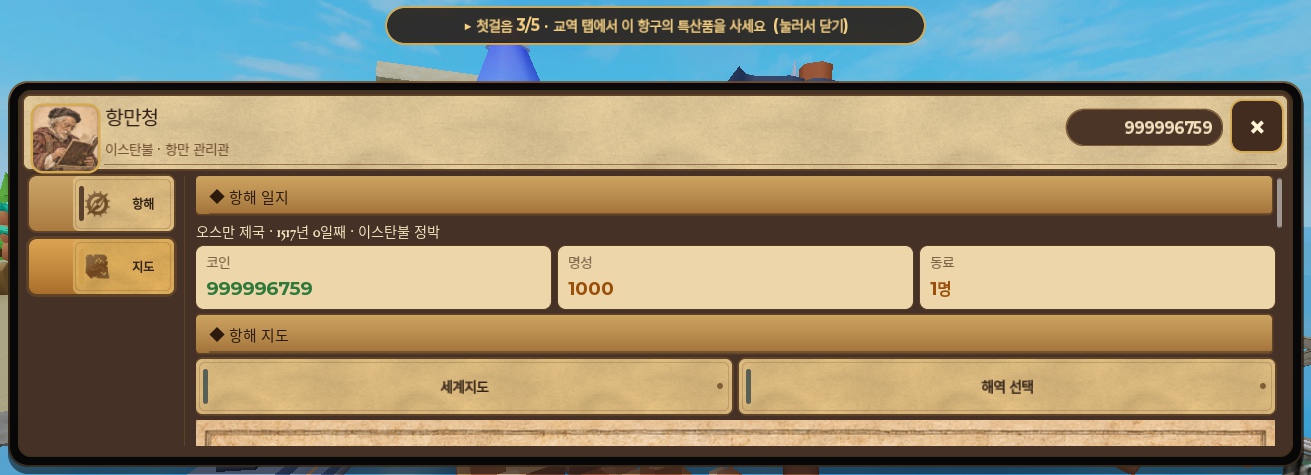 ▸ 첫걸음 3/5 · 교역 탭에서 이 항구의 특산품을 사세요 (눌러서 닫기)
항만청
이스탄불 · 항만 관리관
999996759
×
항해
지도
◆ 항해 일지
오스만 제국 · 1517년 0일째 · 이스탄불 정박
코인
999996759
명성
1000
동료
1명
◆ 항해 지도
세계지도
해역 선택